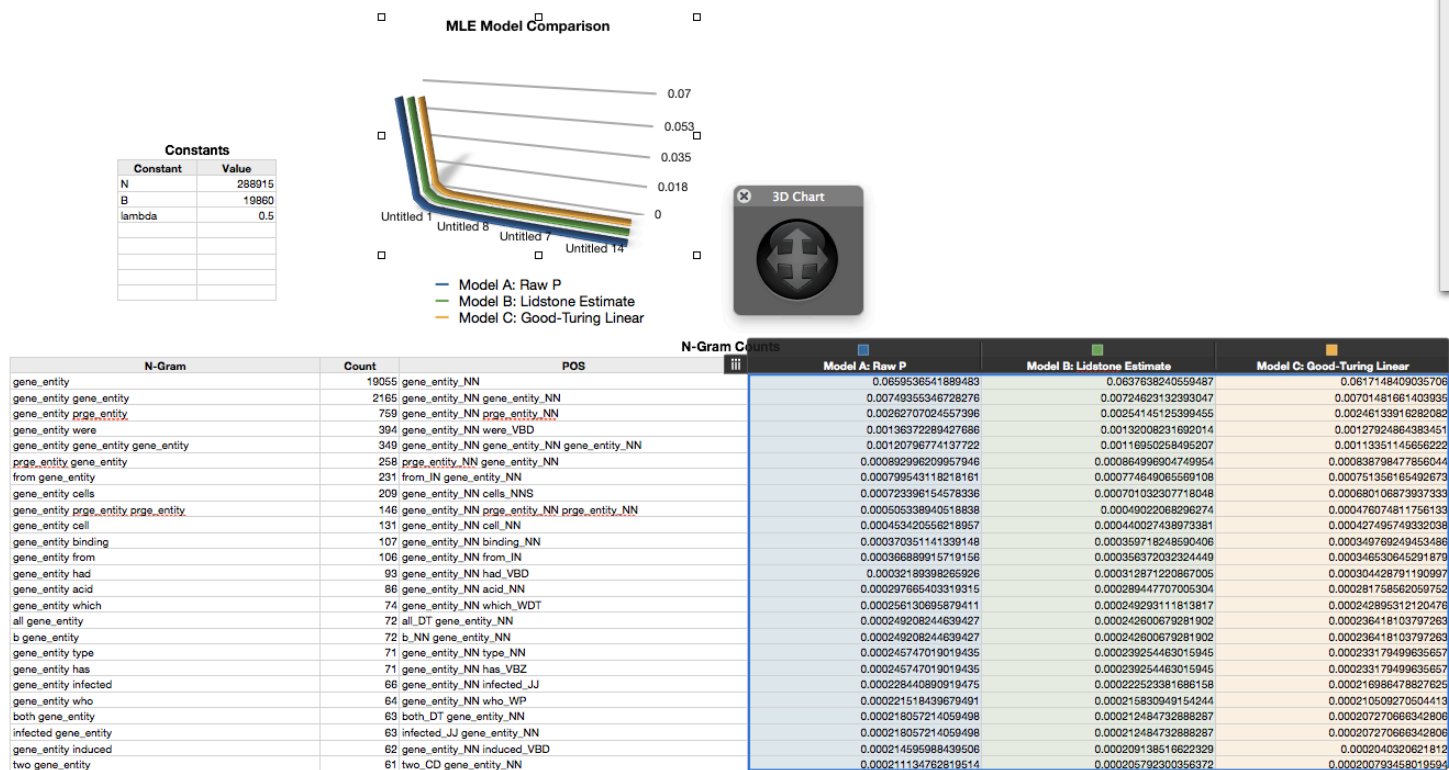 MLE Model Comparison
0.07
0.053
0.035
0.018
0
Untitled 1
Untitled 8
Untitled 7
Untitled 14
Model A: Raw P
Model B: Lidstone Estimate
Model C: Good-Turing Linear
Constants
Constant Value
N 288915
B 19860
lambda 0.5
3D Chart
N-Gram Counts
N-Gram Count POS Model A: Raw P Model B: Lidstone Estimate Model C: Good-Turing Linear
gene_entity 19055 gene_entity_NN 0.0659536541889483 0.0637638240559487 0.0617148409035706
gene_entity gene_entity 2165 gene_entity_NN gene_entity_NN 0.00749355346728276 0.00724623132393047 0.00701481661403935
gene_entity prge_entity 759 gene_entity_NN prge_entity_NN 0.00262707024557396 0.00254145125399455 0.00246133916282082
gene_entity were 394 gene_entity_NN were_VBD 0.00136372289427686 0.00132008231692014 0.00127924864383451
gene_entity gene_entity gene_entity 349 gene_entity_NN gene_entity_NN gene_entity_NN 0.00120796774137722 0.00116950258495207 0.00113351145656222
prge_entity gene_entity 258 prge_entity_NN gene_entity_NN 0.000892996209957946 0.000864996904749954 0.000838798477856044
from gene_entity 231 from_IN gene_entity_NN 0.000799543118218161 0.000774649065569108 0.000751356165492673
gene_entity cells 209 gene_entity_NN cells_NNS 0.000723396154578336 0.000701032307718048 0.000680106873937333
gene_entity prge_entity prge_entity 146 gene_entity_NN prge_entity_NN prge_entity_NN 0.000505338940518838 0.00049022068296274 0.000476074811756133
gene_entity cell 131 gene_entity_NN cell_NN 0.000453420556218957 0.000440027438973381 0.000427495749332038
gene_entity binding 107 gene_entity_NN binding_NN 0.000370351141339148 0.000359718248590406 0.000349769249453486
gene_entity from 106 gene_entity_NN from_IN 0.000366889915719156 0.000356372032324449 0.000346530645291879
gene_entity had 93 gene_entity_NN had_VBD 0.00032189398265926 0.000312871220867005 0.000304428791190997
gene_entity acid 86 gene_entity_NN acid_NN 0.000297665403319315 0.000289447707005304 0.000281758562059752
gene_entity which 74 gene_entity_NN which_WDT 0.000256130695879411 0.000249293111813817 0.000242895312120476
all gene_entity 72 all_DT gene_entity_NN 0.000249208244639427 0.000242600679281902 0.000236418103797263
b gene_entity 72 b_NN gene_entity_NN 0.000249208244639427 0.000242600679281902 0.000236418103797263
gene_entity type 71 gene_entity_NN type_NN 0.000245747019019435 0.000239254463015945 0.000233179499635657
gene_entity has 71 gene_entity_NN has_VBZ 0.000245747019019435 0.000239254463015945 0.000233179499635657
gene_entity infected 66 gene_entity_NN infected_JJ 0.000228440890919475 0.000222523381686158 0.000216986478827625
gene_entity who 64 gene_entity_NN who_WP 0.000221518439679491 0.000215830949154244 0.000210509270504413
both gene_entity 63 both_DT gene_entity_NN 0.000218057214059498 0.000212484732888287 0.000207270666342806
infected gene_entity 63 infected_JJ gene_entity_NN 0.000218057214059498 0.000212484732888287 0.000207270666342806
gene_entity induced 62 gene_entity_NN induced_VBD 0.000214595988439506 0.000209138516622329 0.0002040320621812
two gene_entity 61 two_CD gene_entity_NN 0.000211134762819514 0.000205792300356372 0.000200793458019594